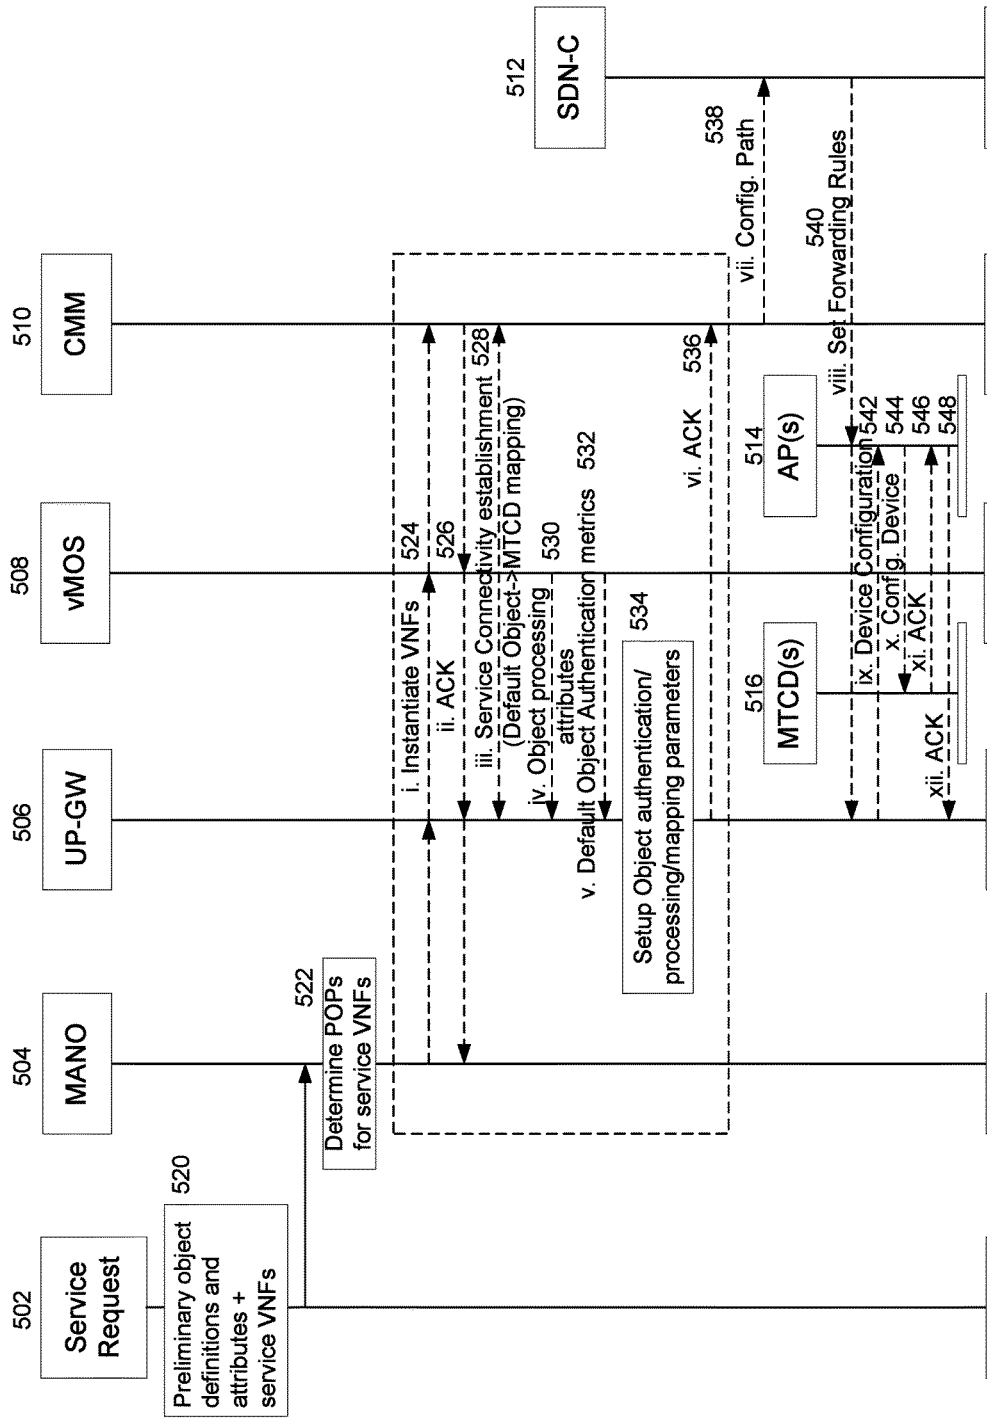 502
Service
Request
504
MANO
506
UP-GW
508
vMOS
510
CMM
512
SDN-C
520
Preliminary object
definitions and
attributes +
service VNFs
522
Determine POPs
for service VNFs
i. Instantiate VNFs
524
ii. ACK
526
iii. Service Connectivity establishment
528
(Default Object->MTCD mapping)
iv. Object processing
attributes
530
v. Default Object Authentication metrics
532
534
Setup Object authentication/
processing/mapping parameters
vi. ACK
536
vii. Config. Path
538
516
MTCD(s)
514
AP(s)
viii. Set Forwarding Rules
540
ix. Device Configuration
542
x. Config. Device
544
xi. ACK
546
xii. ACK
548